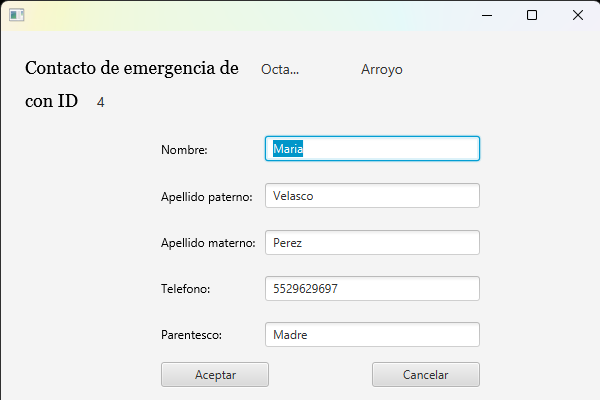 Contacto de emergencia de Octa... Arroyo
con ID 4
Nombre: Maria
Apellido paterno: Velasco
Apellido materno: Perez
Telefono: 5529629697
Parentesco: Madre
Aceptar Cancelar